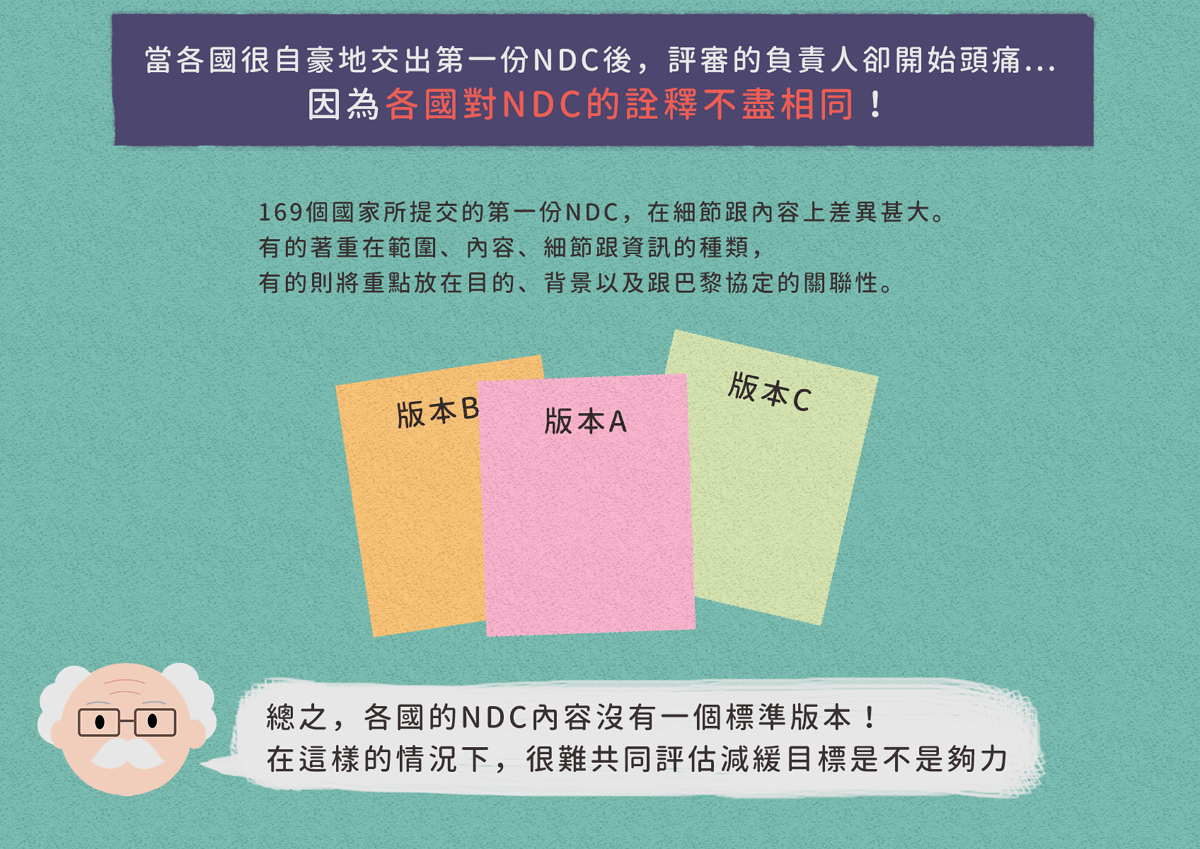 當各國很自豪地交出第一份NDC後，評審的負責人卻開始頭痛...
因為各國對NDC的詮釋不盡相同！
169個國家所提交的第一份NDC，在細節跟內容上差異甚大。
有的著重在範圍、內容、細節跟資訊的種類，
有的則將重點放在目的、背景以及跟巴黎協定的關聯性。
版本B
版本A
版本C
總之，各國的NDC內容沒有一個標準版本！
在這樣的情況下，很難共同評估減緩目標是不是夠力